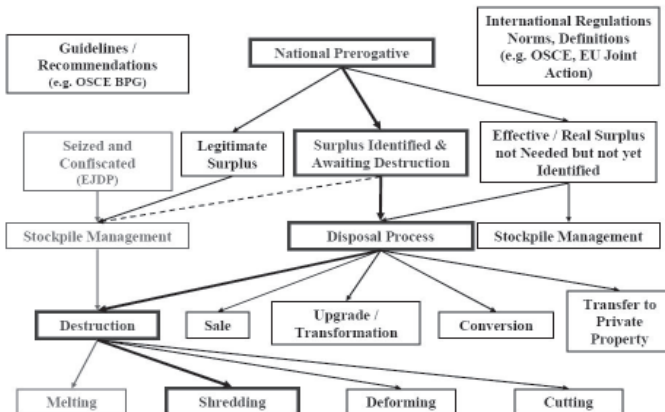 Guidelines /
Recommendations
(e.g. OSCE BPG)
National Prerogative
International Regulations
Norms, Definitions
(e.g. OSCE, EU Joint
Action)
Seized and
Confiscated
(EJDP)
Legitimate
Surplus
Surplus Identified &
Awaiting Destruction
Effective / Real Surplus
not Needed but not yet
Identified
Stockpile Management
Disposal Process
Stockpile Management
Destruction
Sale
Upgrade /
Transformation
Conversion
Transfer to
Private
Property
Melting
Shredding
Deforming
Cutting